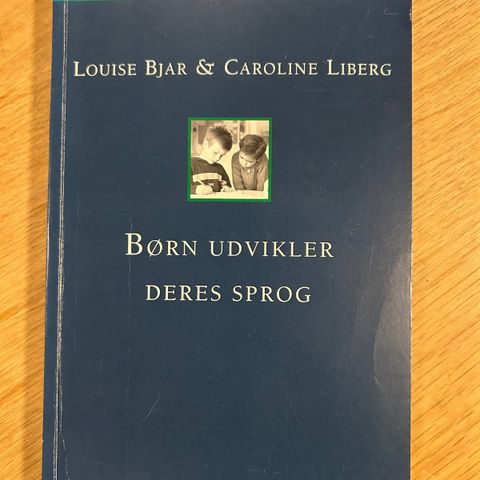 LOUISE BJAR & CAROLINE LIBERG
BØRN UDVIKLER
DERES SPROG